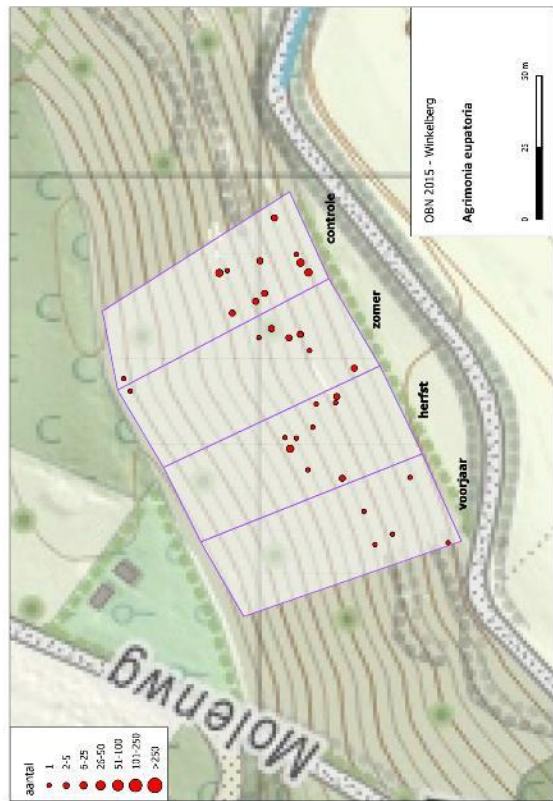 aantal
1
2-5
6-25
26-50
51-100
101-250
>250
Molenwg
voorjaar
herfst
zomer
controle
OBN 2015 - Winkelberg
Agrimonia eupatoria
0 25 50 m